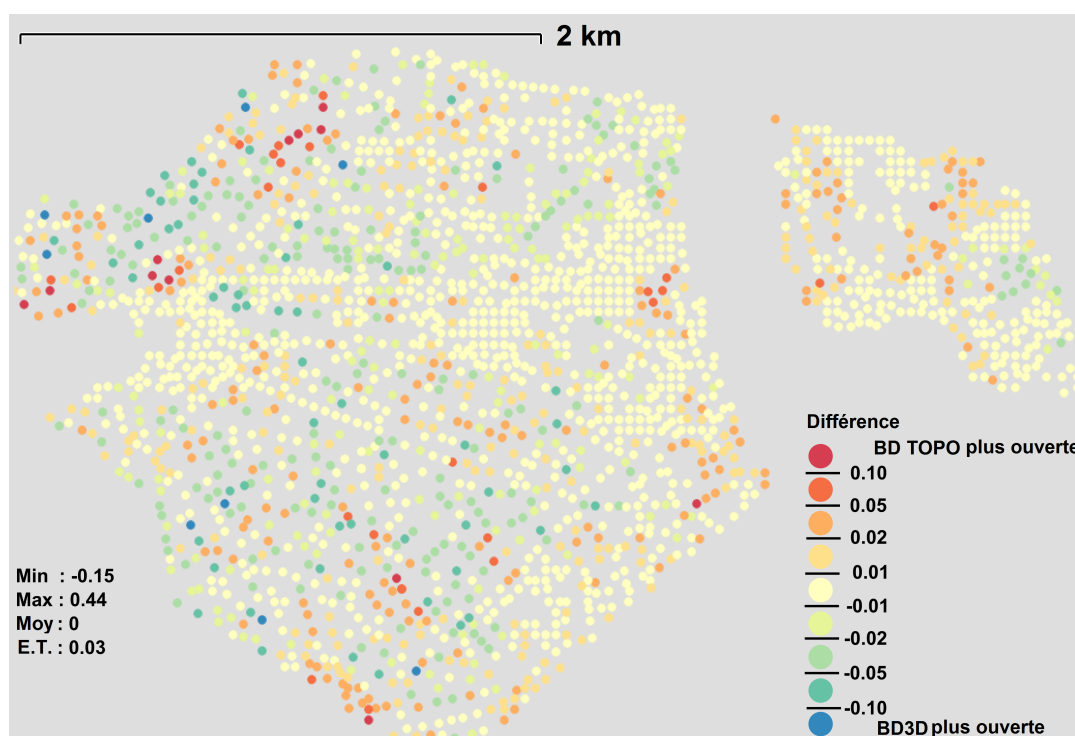 2 km
Différence
BD TOPO plus ouverte
0.10
0.05
0.02
0.01
-0.01
-0.02
-0.05
-0.10
BD3D plus ouverte
Min : -0.15
Max : 0.44
Moy : 0
E.T. : 0.03